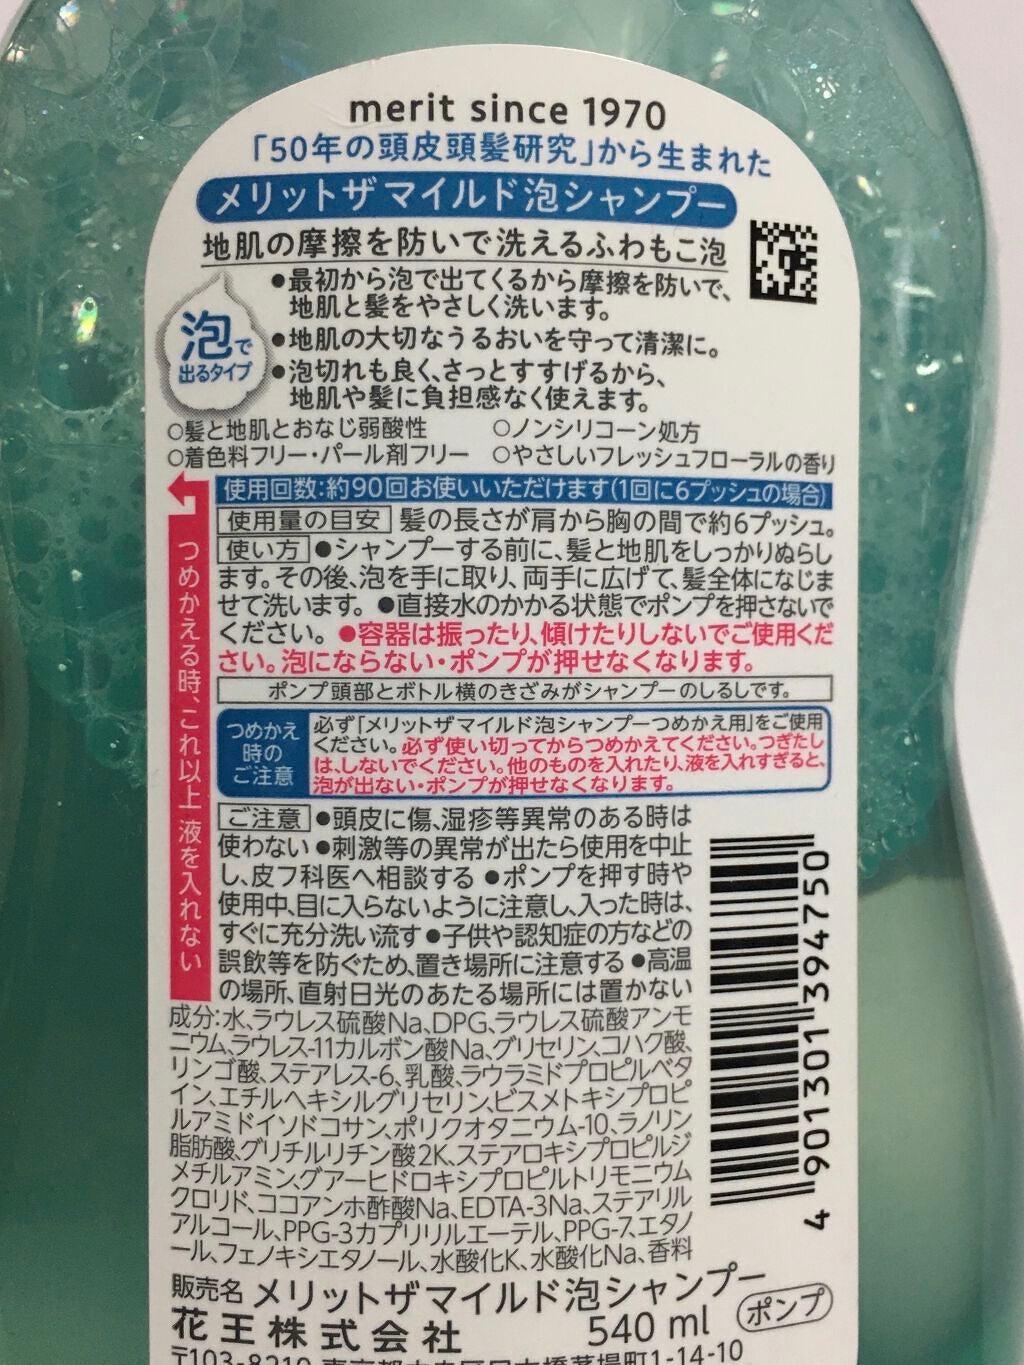 merit since 1970
「50年の頭皮頭髪研究」から生まれた
メリットザマイルド泡シャンプー
地肌の摩擦を防いで洗えるふわもこ泡
泡で
出るタイプ
●最初から泡で出てくるから摩擦を防いで、
地肌と髪をやさしく洗います。
●地肌の大切なうるおいを守って清潔に。
●泡切れも良く、さっとすすげるから、
地肌や髪に負担感なく使えます。
○髪と地肌とおなじ弱酸性 ○ノンシリコーン処方
○着色料フリー・パール剤フリー ○やさしいフレッシュフローラルの香り
つめかえる時、これ以上液を入れない
使用回数:約90回お使いいただけます(1回に6プッシュの場合)
使用量の目安 髪の長さが肩から胸の間で約6プッシュ。
使い方 ●シャンプーする前に、髪と地肌をしっかりぬらし
ます。その後、泡を手に取り、両手に広げて、髪全体になじま
せて洗います。●直接水のかかる状態でポンプを押さないで
ください。●容器は振ったり、傾けたりしないでご使用くだ
さい。泡にならない・ポンプが押せなくなります。
ポンプ頭部とボトル横のきざみがシャンプーのしるしです。
つめかえ
時の
ご注意
必ず「メリットザマイルド泡シャンプーつめかえ用」をご使用
ください。必ず使い切ってからつめかえてください。つぎたし
は、しないでください。他のものを入れたり、液を入れすぎると、
泡が出ない・ポンプが押せなくなります。
ご注意 ●頭皮に傷、湿疹等異常のある時は
使わない●刺激等の異常が出たら使用を中止
し、皮フ科医へ相談する ●ポンプを押す時や
使用中、目に入らないように注意し、入った時は、
すぐに充分洗い流す●子供や認知症の方などの
誤飲等を防ぐため、置き場所に注意する ●高温
の場所、直射日光のあたる場所には置かない
成分:水、ラウレス硫酸Na、DPG、ラウレス硫酸アンモ
ニウム、ラウレス-11カルボン酸Na、グリセリン、コハク酸、
リンゴ酸、ステアレス-6、乳酸、ラウラミドプロピルベタ
イン、エチルヘキシルグリセリン、ビスメトキシプロピ
ルアミドイソドコサン、ポリクオタニウム-10、ラノリン
脂肪酸、グリチルリチン酸2K、ステアロキシプロピルジ
メチルアミン、グアーヒドロキシプロピルトリモニウム
クロリド、ココアンホ酢酸Na、EDTA-3Na、ステアリル
アルコール、PPG-3カプリリルエーテル、PPG-7、エタノ
ール、フェノキシエタノール、水酸化K、水酸化Na、香料
4 901301 394750
販売名 メリットザマイルド泡シャンプー
花王株式会社 540 ml ポンプ
〒103-8210 東京都中央区日本橋茅場町1-14-10